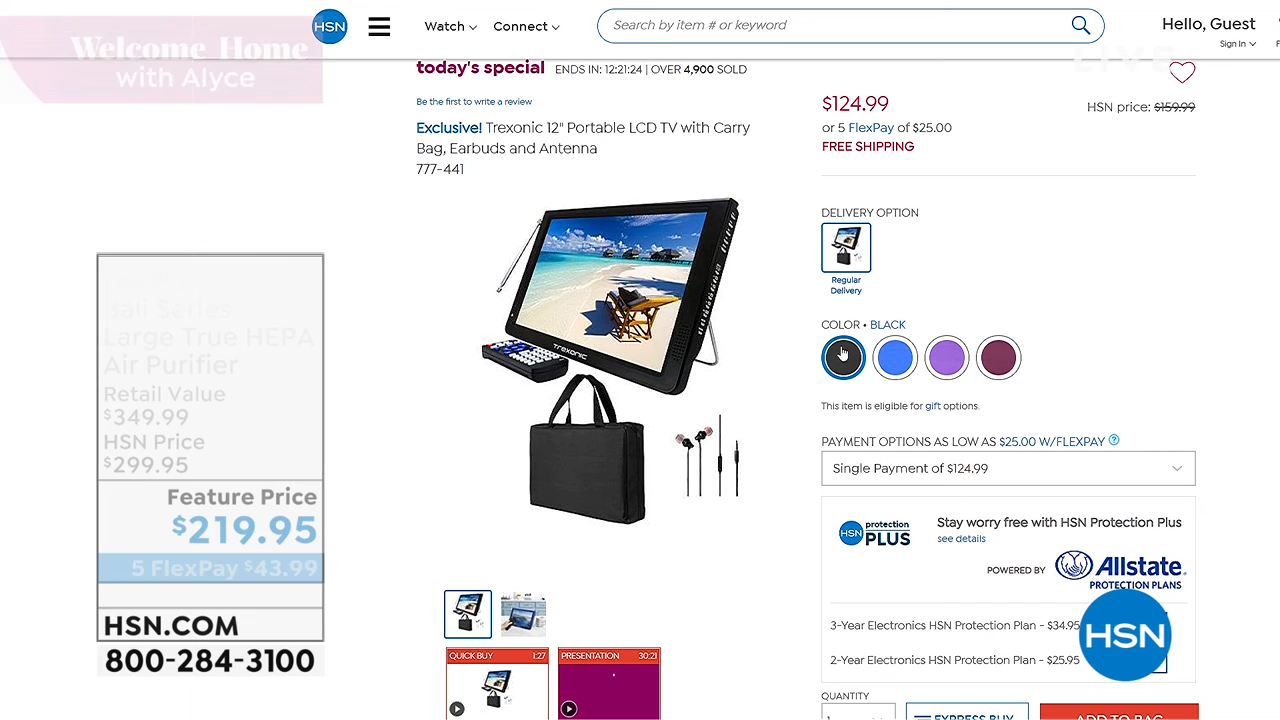 Welcome Home
with Alyce
HSN
Watch
Connect
Search by item # or keyword
Hello, Guest
Sign In
LIVE
today's special ENDS IN: 12:21:24 | OVER 4,900 SOLD
Be the first to write a review
Exclusive! Trexonic 12" Portable LCD TV with Carry
Bag, Earbuds and Antenna
777-441
$124.99
HSN price: $159.99
or 5 FlexPay of $25.00
FREE SHIPPING
DELIVERY OPTION
Regular
Delivery
COLOR • BLACK
This item is eligible for gift options.
PAYMENT OPTIONS AS LOW AS $25.00 W/FLEXPAY ?
Single Payment of $124.99
HSN protection
PLUS
Stay worry free with HSN Protection Plus
see details
POWERED BY Allstate
PROTECTION PLANS
3-Year Electronics HSN Protection Plan - $34.95
2-Year Electronics HSN Protection Plan - $25.95
HSN
QUANTITY
1
EXPRESS BUY
ADD TO BAG
TREXONIC
QUICK BUY 1:27
PRESENTATION 30:21
Ball Series
Large True HEPA
Air Purifier
Retail Value
$349.99
HSN Price
$299.95
Feature Price
$219.95
5 FlexPay $43.99
HSN.COM
800-284-3100